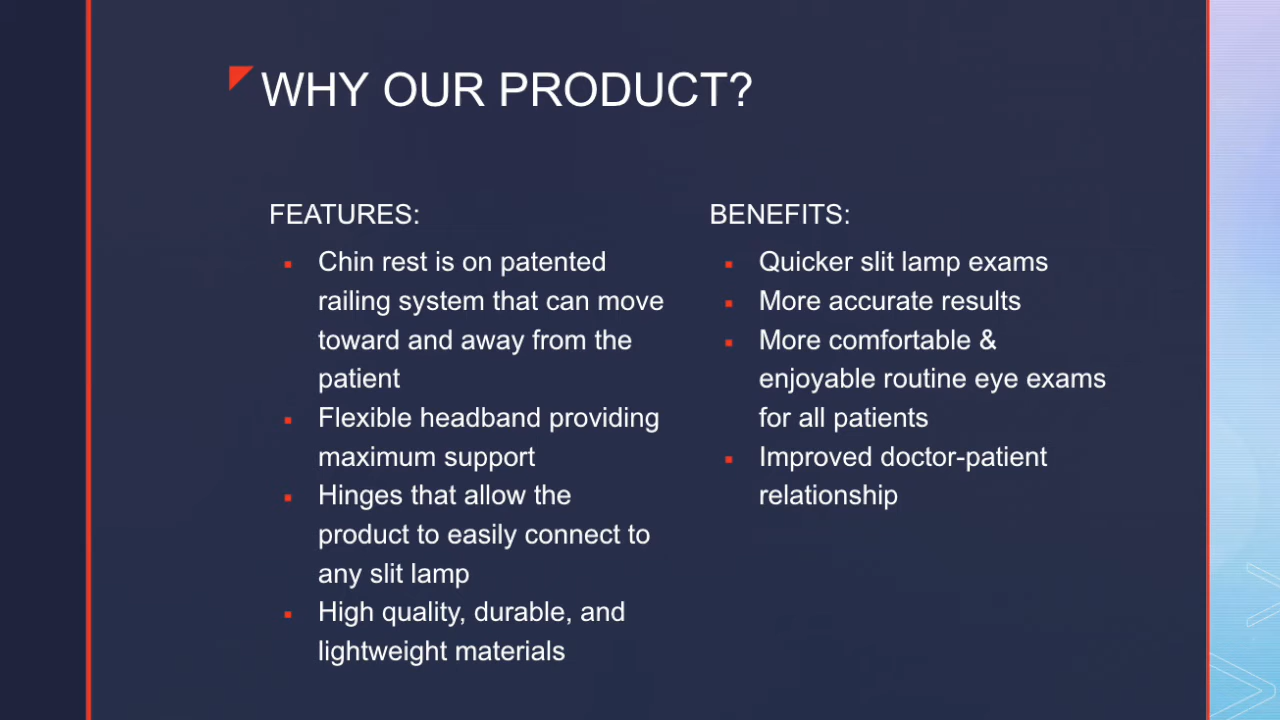 WHY OUR PRODUCT?
FEATURES:
Chin rest is on patented
railing system that can move
toward and away from the
patient
Flexible headband providing
maximum support
Hinges that allow the
product to easily connect to
any slit lamp
High quality, durable, and
lightweight materials
BENEFITS:
Quicker slit lamp exams
More accurate results
More comfortable &
enjoyable routine eye exams
for all patients
Improved doctor-patient
relationship